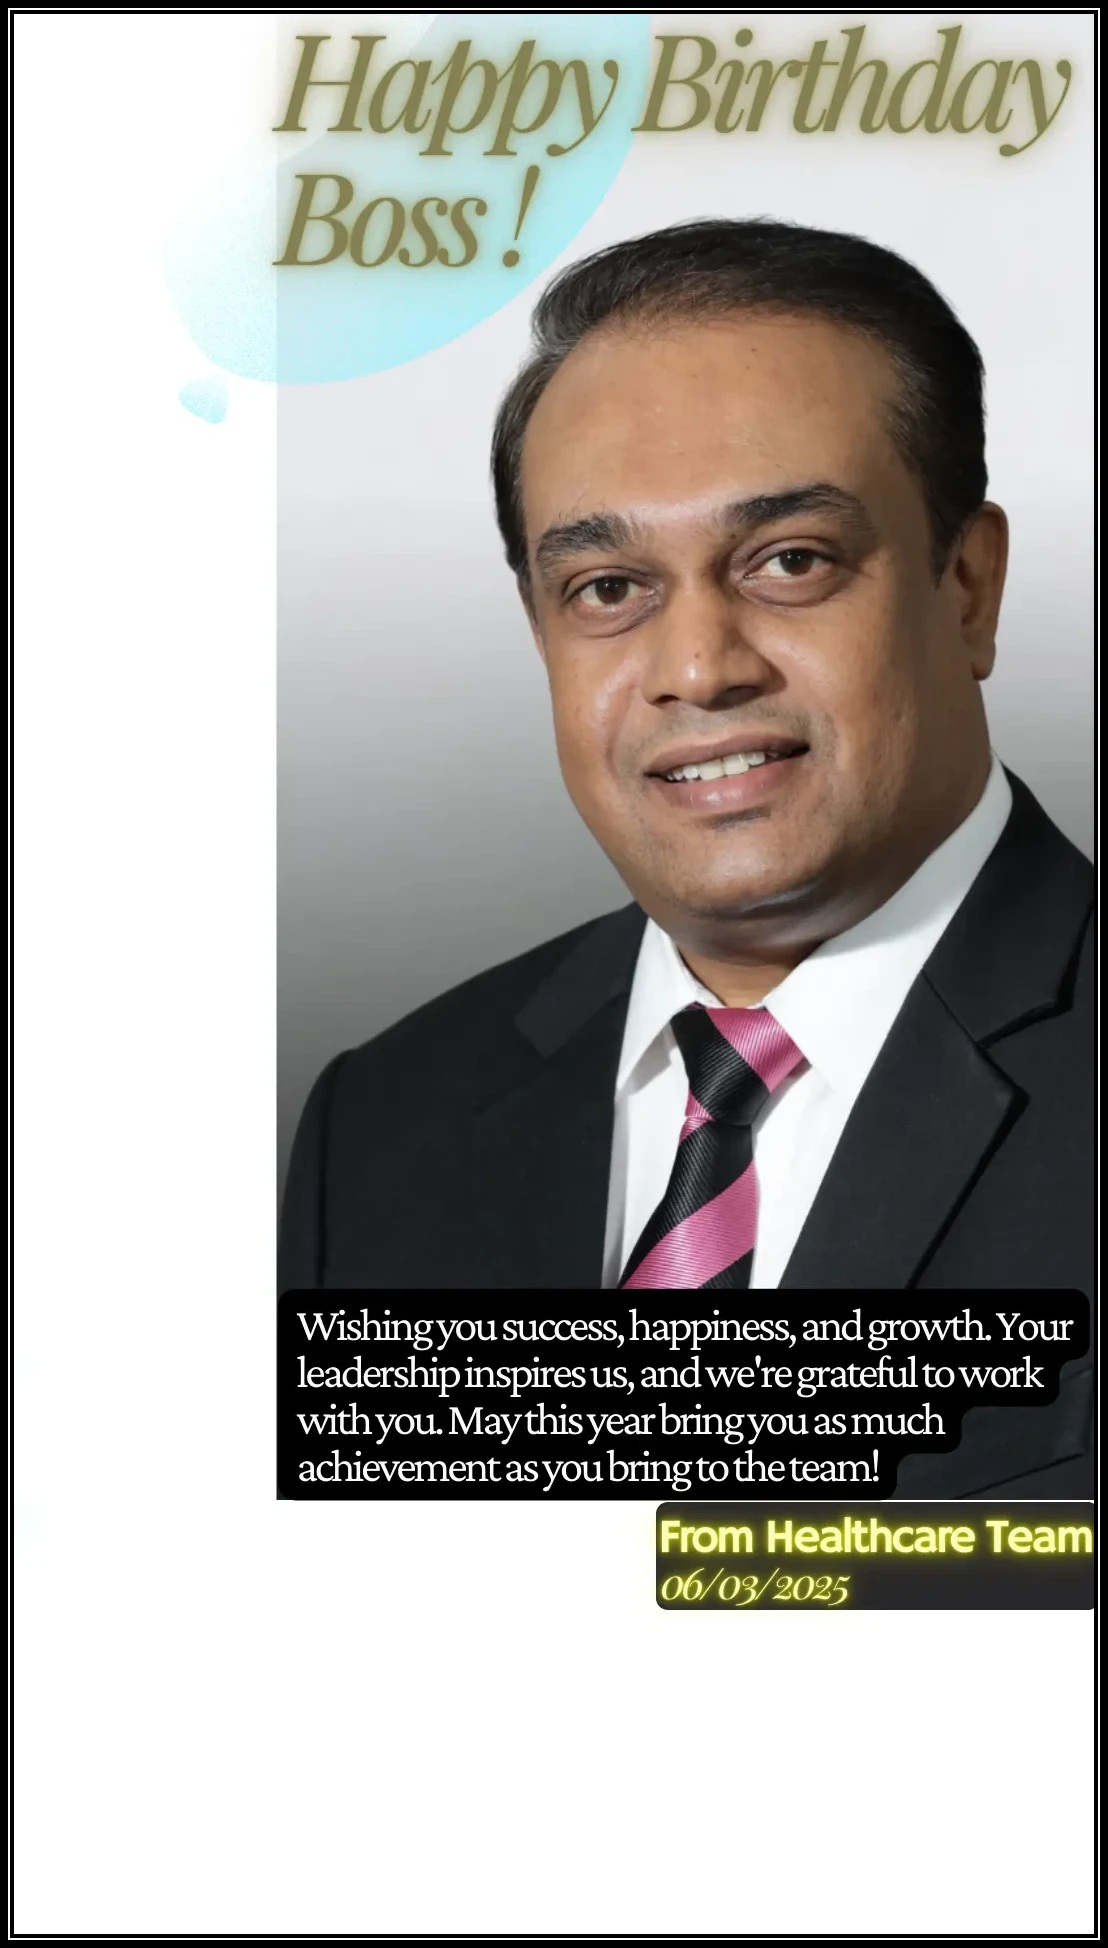 Happy Birthday
Boss !
Wishing you success, happiness, and growth. Your
leadership inspires us, and we're grateful to work
with you. May this year bring you as much
achievement as you bring to the team!
From Healthcare Team
06/03/2025